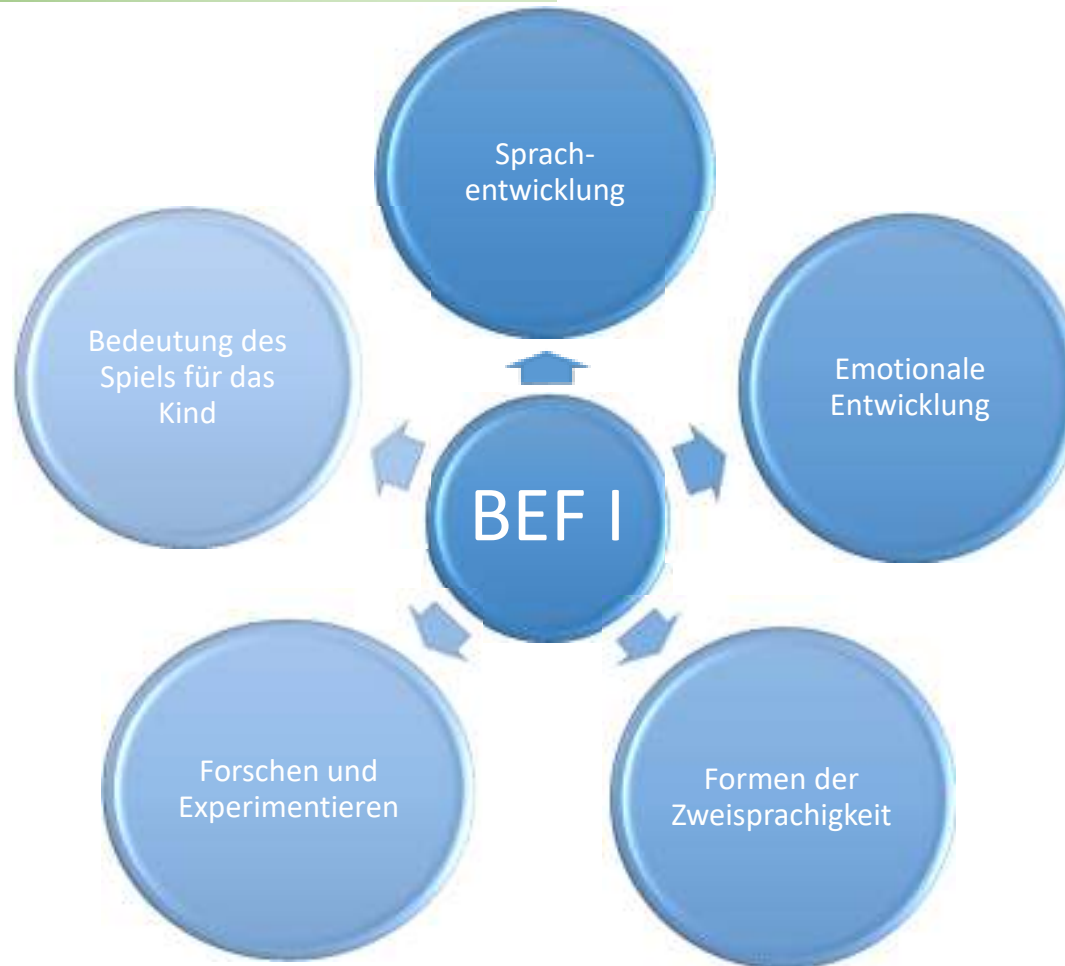 Sprach-
entwicklung
Emotionale
Entwicklung
Formen der
Zweisprachigkeit
Forschen und
Experimentieren
Bedeutung des
Spiels für das
Kind
BEF I